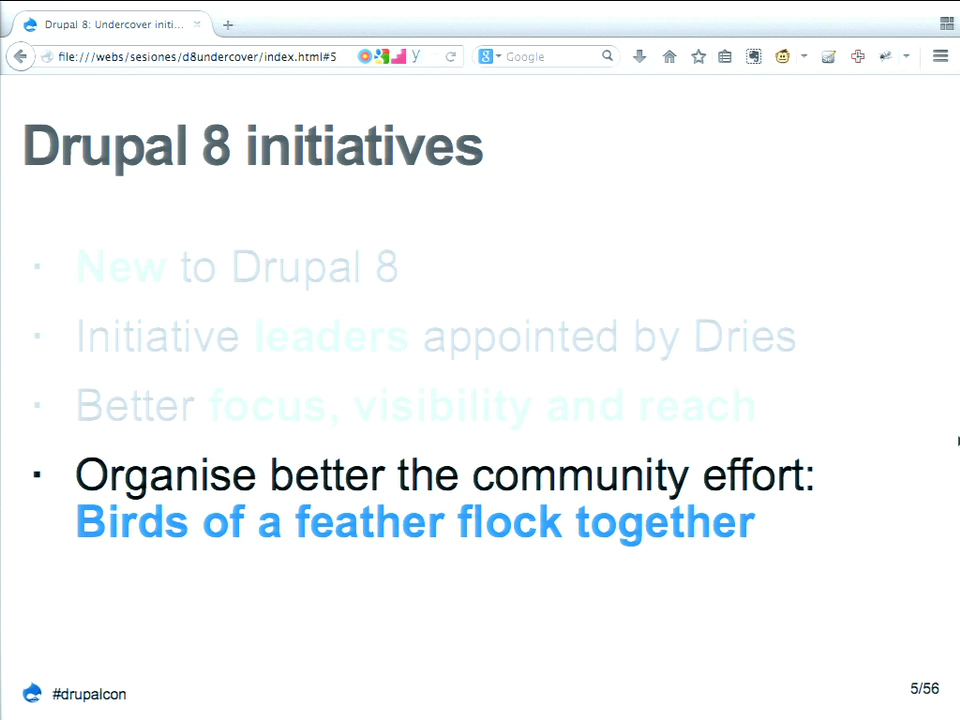 Drupal 8: Undercover initi...
file:///webs/sesiones/d8undercover/index.html#5
Google
Drupal 8 initiatives
· New to Drupal 8
· Initiative leaders appointed by Dries
· Better focus, visibility and reach
· Organise better the community effort:
Birds of a feather flock together
#drupalcon
5/56